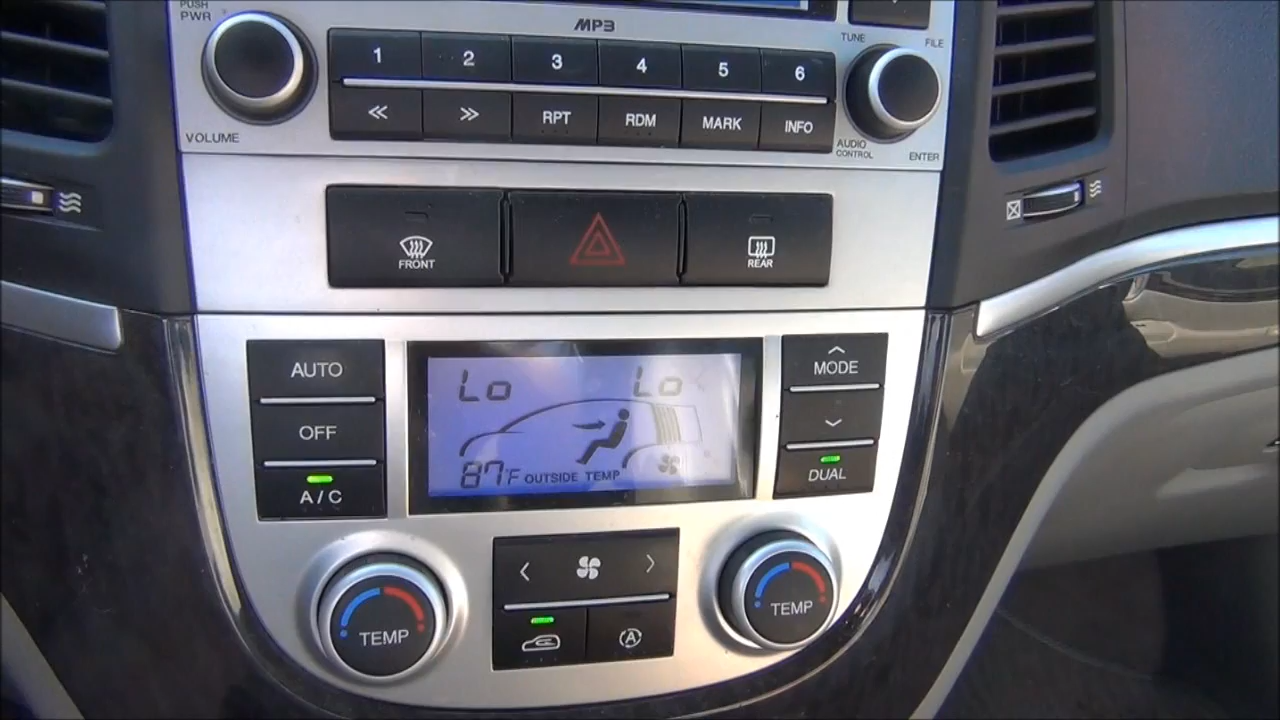 PUSH
PWR
MP3
TUNE
FILE
1 2 3 4 5 6
RPT RDM MARK INFO
VOLUME
AUDIO
CONTROL
ENTER
FRONT
REAR
AUTO
OFF
A/C
Lo Lo
87°F OUTSIDE TEMP
MODE
DUAL
TEMP
A
TEMP